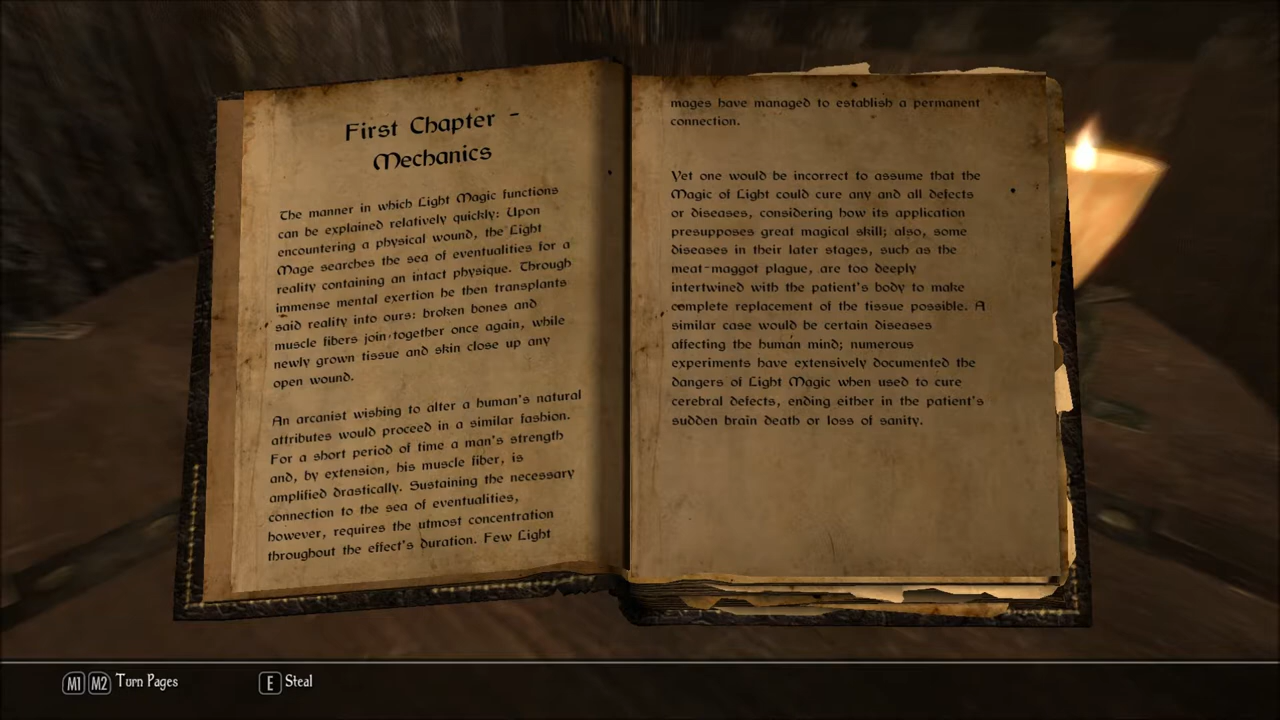 First Chapter -
Mechanics
The manner in which Light Magic functions
can be explained relatively quickly: Upon
encountering a physical wound, the Light
Mage searches the sea of eventualities for a
reality containing an intact physique. Through
immense mental exertion he then transplants
said reality into ours: broken bones and
muscle fibers join together once again, while
newly grown tissue and skin close up any
open wound.
An arcanist wishing to alter a human's natural
attributes would proceed in a similar fashion.
For a short period of time a man's strength
and, by extension, his muscle fiber, is
amplified drastically. Sustaining the necessary
connection to the sea of eventualities,
however, requires the utmost concentration
throughout the effect's duration. Few Light
mages have managed to establish a permanent
connection.
Yet one would be incorrect to assume that the
Magic of Light could cure any and all defects
or diseases, considering how its application
presupposes great magical skill; also, some
diseases in their later stages, such as the
meat-maggot plague, are too deeply
intertwined with the patient's body to make
complete replacement of the tissue possible. A
similar case would be certain diseases
affecting the human mind; numerous
experiments have extensively documented the
dangers of Light Magic when used to cure
cerebral defects, ending either in the patient's
sudden brain death or loss of sanity.
M1 M2 Turn Pages
E Steal